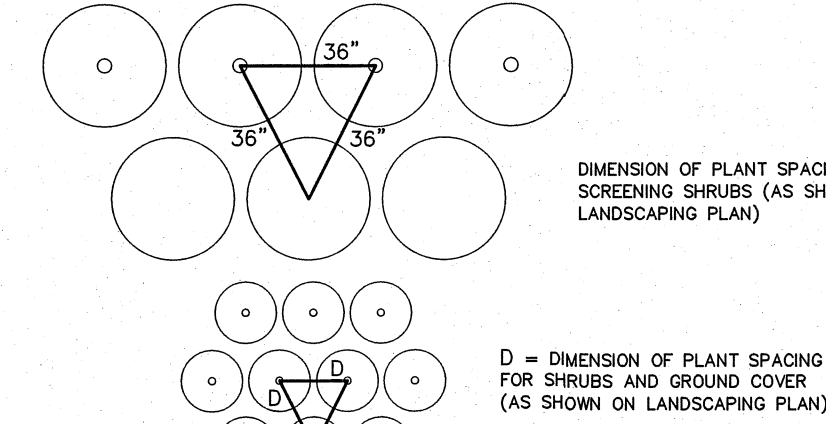 36"
36" 36"
DIMENSION OF PLANT SPACI
SCREENING SHRUBS (AS SH
LANDSCAPING PLAN)
D
D
D = DIMENSION OF PLANT SPACING
FOR SHRUBS AND GROUND COVER
(AS SHOWN ON LANDSCAPING PLAN)